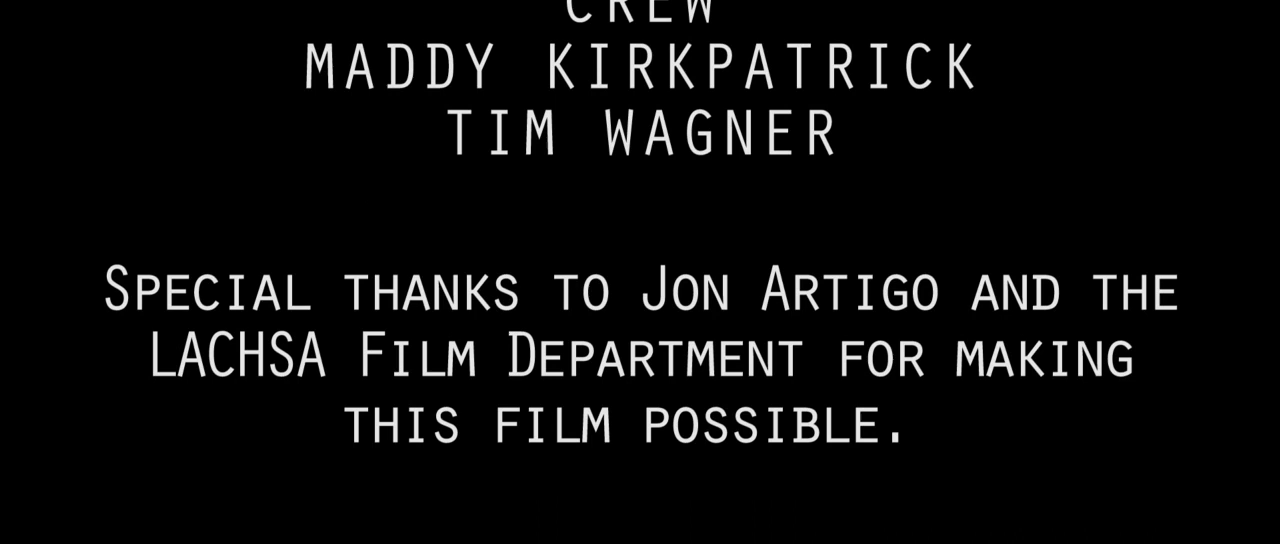 CREW
MADDY KIRKPATRICK
TIM WAGNER
Special thanks to Jon Artigo and the
LACHSA Film Department for making
this film possible.